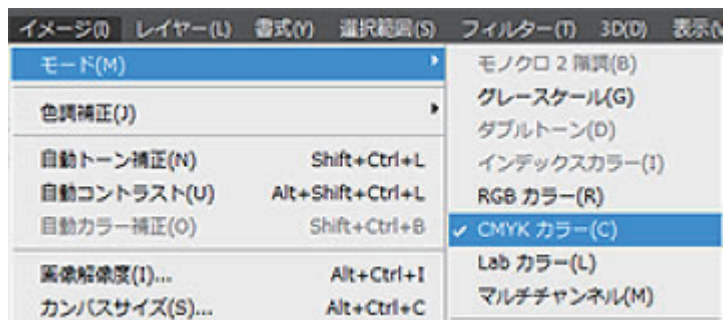 イメージ(I) レイヤー(L) 書式(Y) 選択範囲(S) フィルター(T) 3D(D) 表示(V
モード(M)
色調補正(J)
自動トーン補正(N) Shift+Ctrl+L
自動コントラスト(U) Alt+Shift+Ctrl+L
自動カラー補正(O) Shift+Ctrl+B
画像解像度(I)... Alt+Ctrl+I
カンバスサイズ(S)... Alt+Ctrl+C
モノクロ 2 階調(B)
グレースケール(G)
ダブルトーン(D)
インデックスカラー(I)
RGB カラー(R)
✓ CMYK カラー(C)
Lab カラー(L)
マルチチャンネル(M)